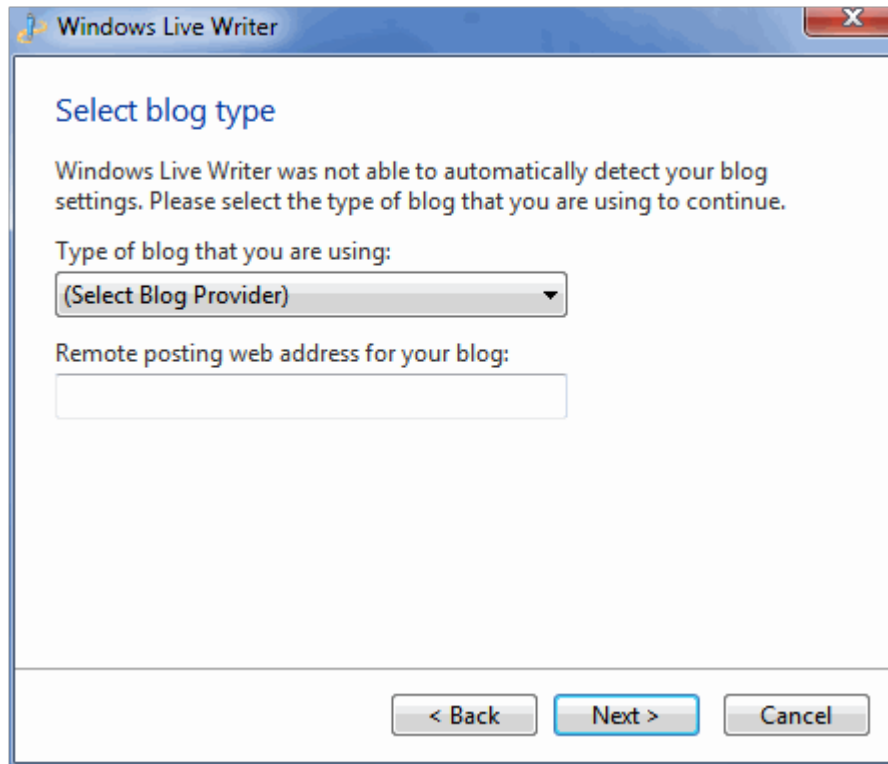 Windows Live Writer
Select blog type
Windows Live Writer was not able to automatically detect your blog
settings. Please select the type of blog that you are using to continue.
Type of blog that you are using:
(Select Blog Provider)
Remote posting web address for your blog:
< Back Next > Cancel